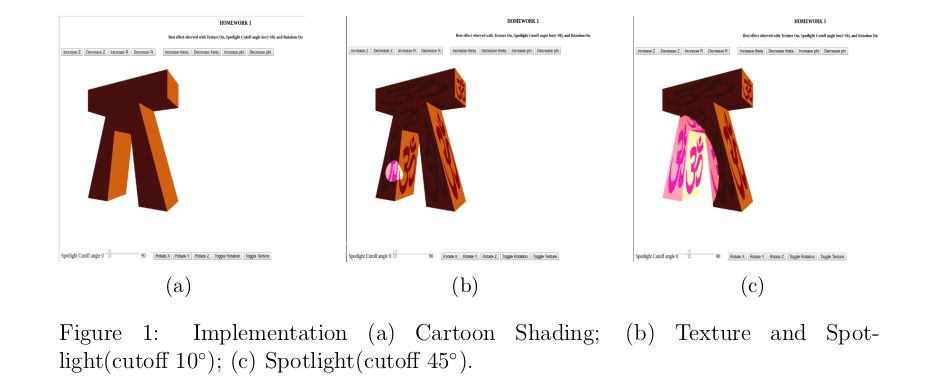 HOMEWORK 1
Best effect observed with Texture On, Spotlight Cutoff angle low(~10), and Rotation On
Increase Z Decrease Z Increase R Decrease R Increase theta Decrease theta Increase phi Decrease phi
Spotlight Cutoff angle 0 90 Rotate X Rotate Y Rotate Z Toggle Rotation Toggle Texture
(a)
HOMEWORK 1
Best effect observed with Texture On, Spotlight Cutoff angle low(~10), and Rotation On
Increase Z Decrease Z Increase R Decrease R Increase theta Decrease theta Increase phi Decrease phi
ॐ ॐ ॐ ॐ
Spotlight Cutoff angle 0 90 Rotate X Rotate Y Rotate Z Toggle Rotation Toggle Texture
(b)
HOMEWORK 1
Best effect observed with Texture On, Spotlight Cutoff angle low(~10), and Rotation On
Increase Z Decrease Z Increase R Decrease R Increase theta Decrease theta Increase phi Decrease phi
ॐ ॐ ॐ ॐ
Spotlight Cutoff angle 0 90 Rotate X Rotate Y Rotate Z Toggle Rotation Toggle Texture
(c)
Figure 1: Implementation (a) Cartoon Shading; (b) Texture and Spot-
light(cutoff 10°); (c) Spotlight(cutoff 45°).